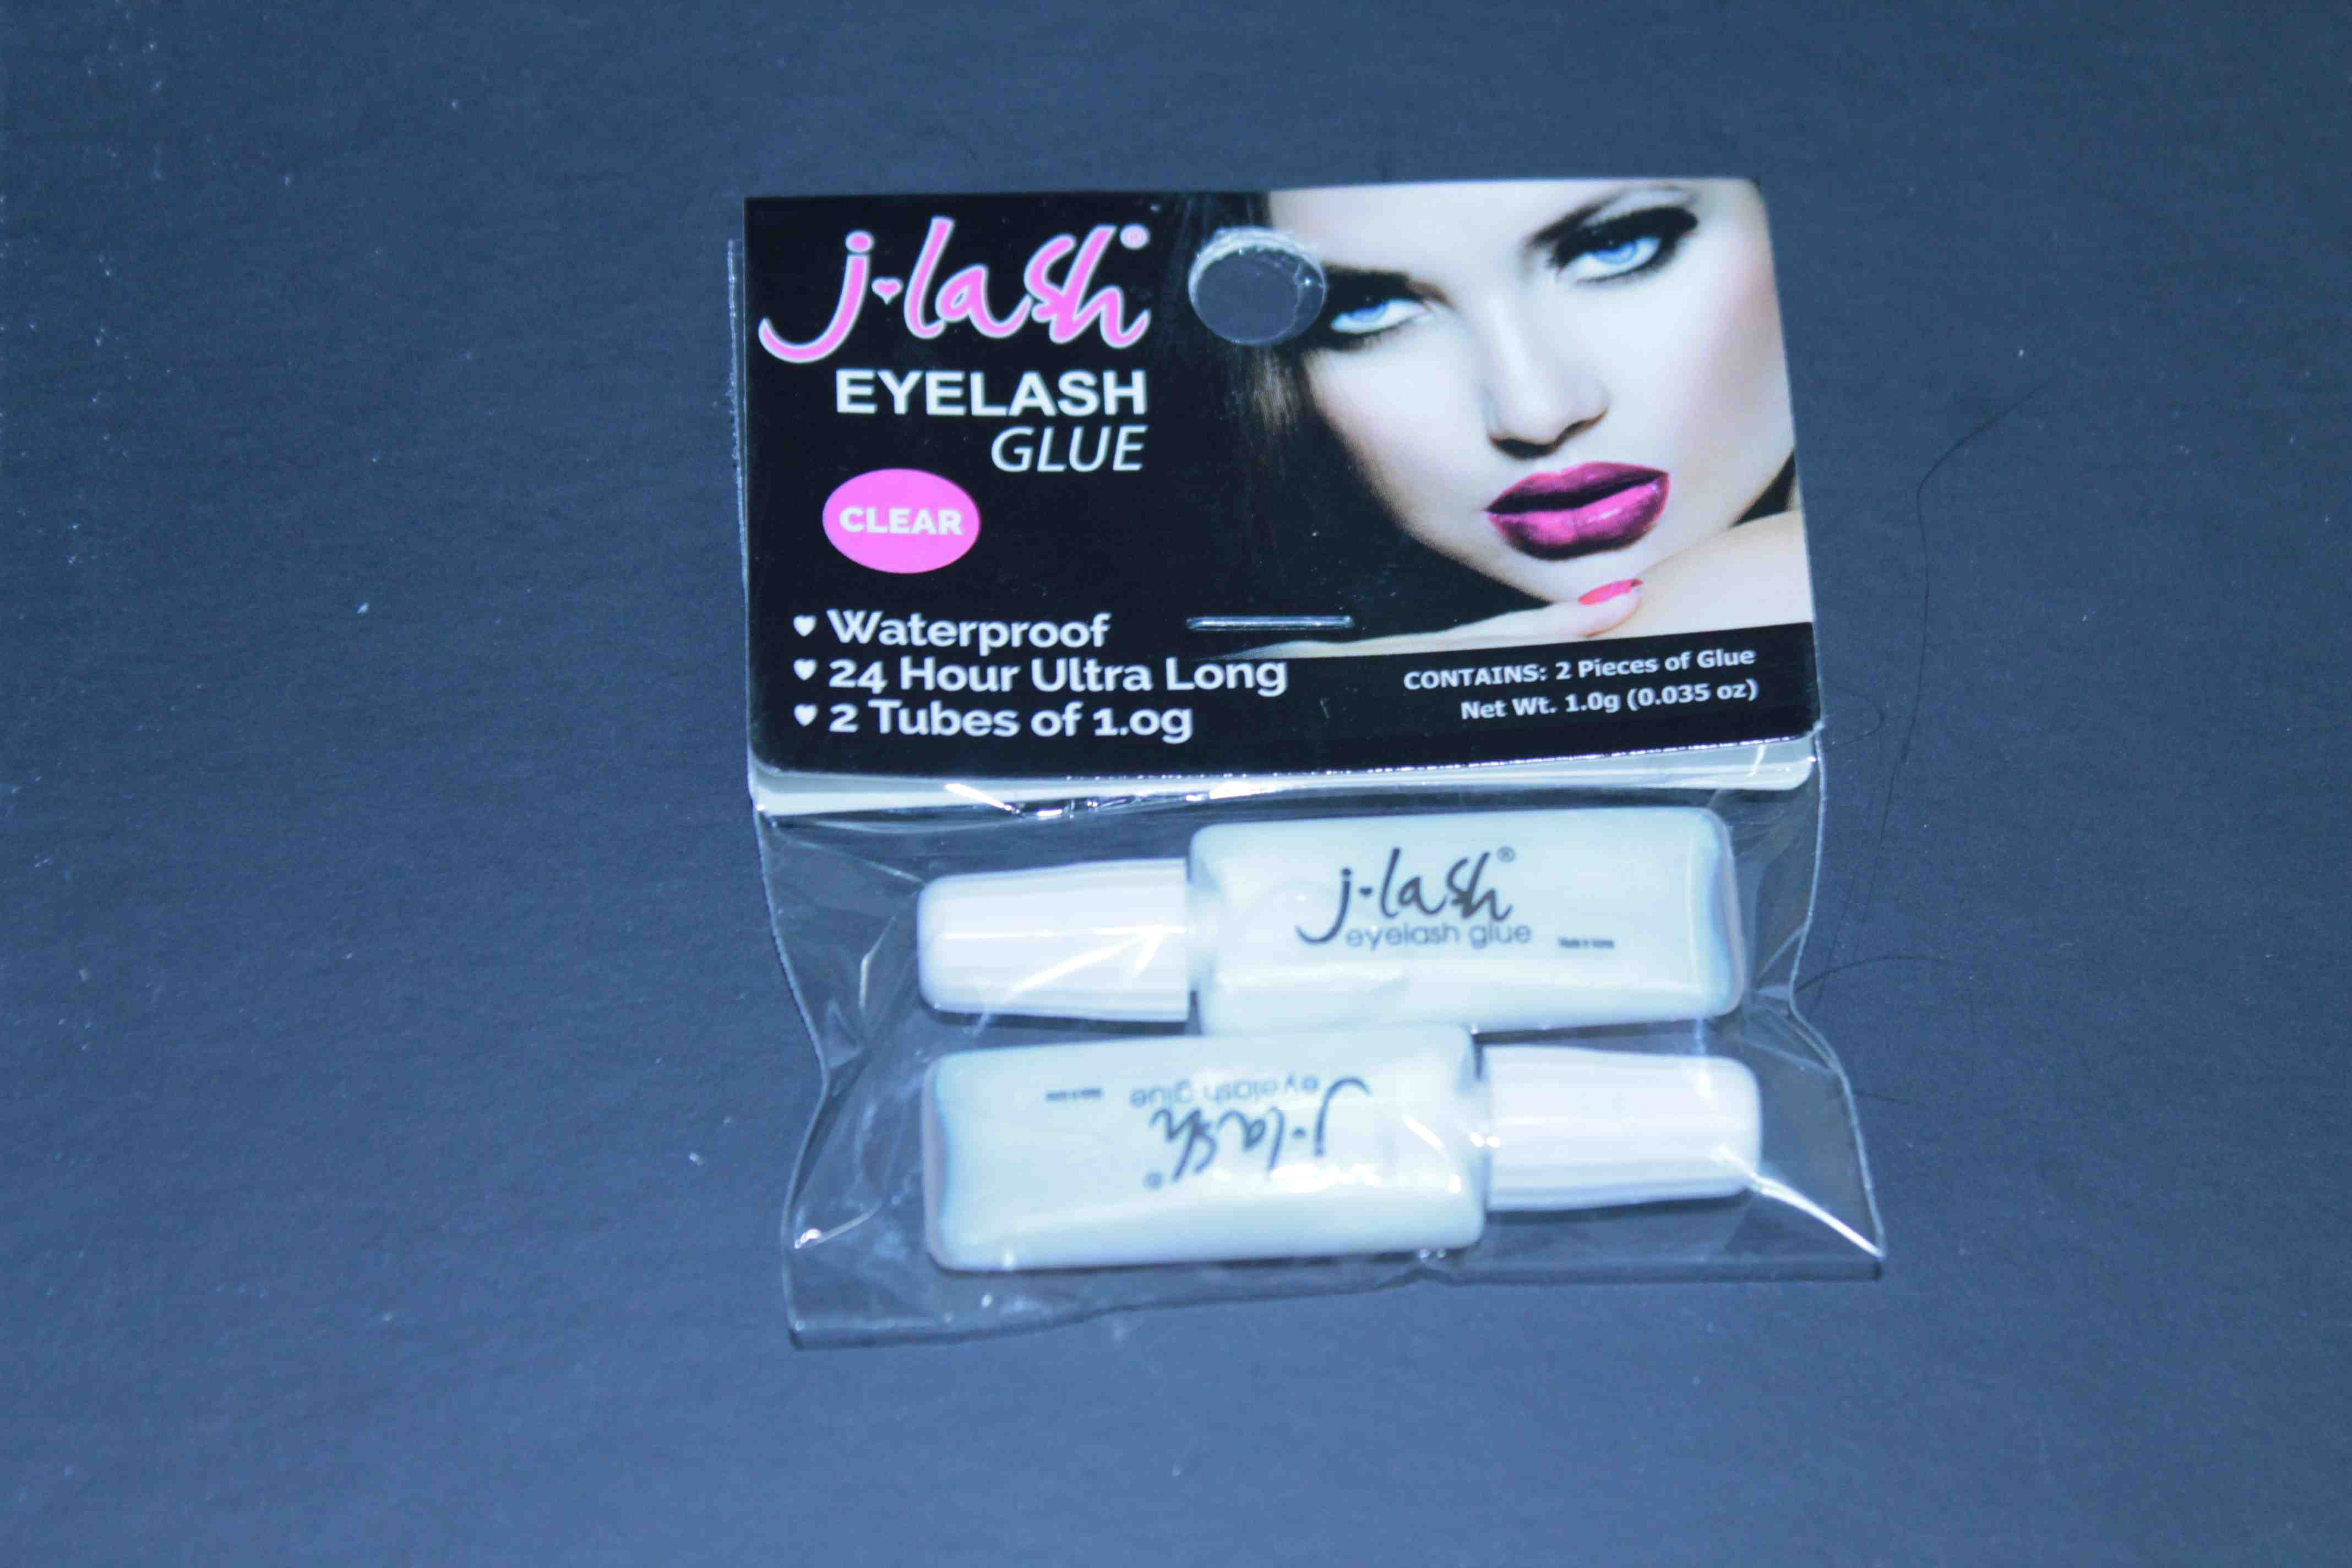 j-lash®
EYELASH
GLUE
CLEAR
Waterproof
24 Hour Ultra Long
2 Tubes of 1.0g
CONTAINS: 2 Pieces of Glue
Net Wt. 1.0g (0.035 oz)
j-lash®
eyelash glue
j-lash®
eyelash glue